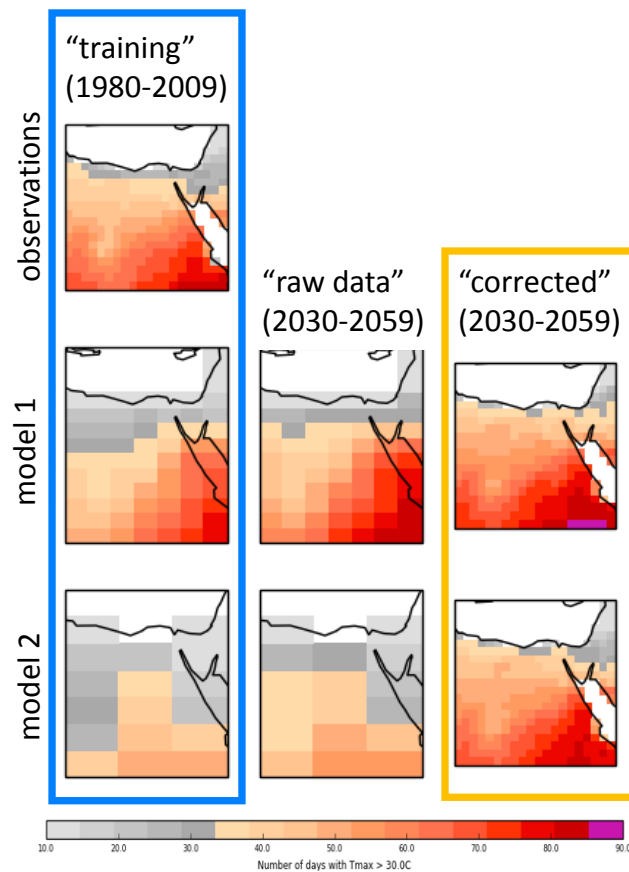 “training”
(1980-2009)
observations
“raw data”
(2030-2059)
“corrected”
(2030-2059)
model 1
model 2
10.0 20.0 30.0 40.0 50.0 60.0 70.0 80.0 90.0
Number of days with Tmax > 30.0C